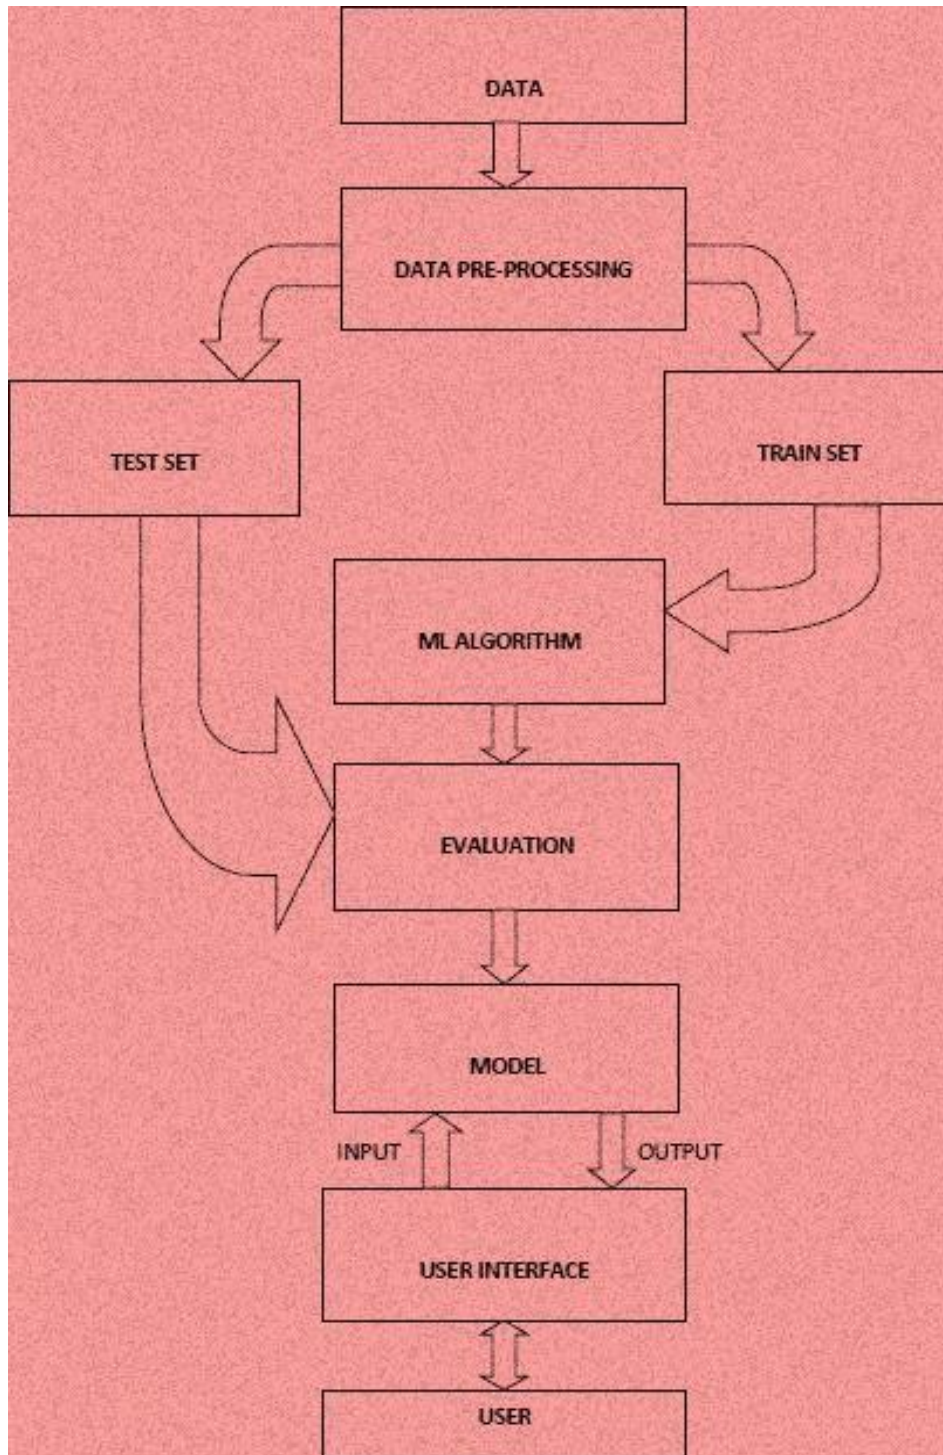 DATA
DATA PRE-PROCESSING
TEST SET
TRAIN SET
ML ALGORITHM
EVALUATION
MODEL
INPUT
OUTPUT
USER INTERFACE
USER